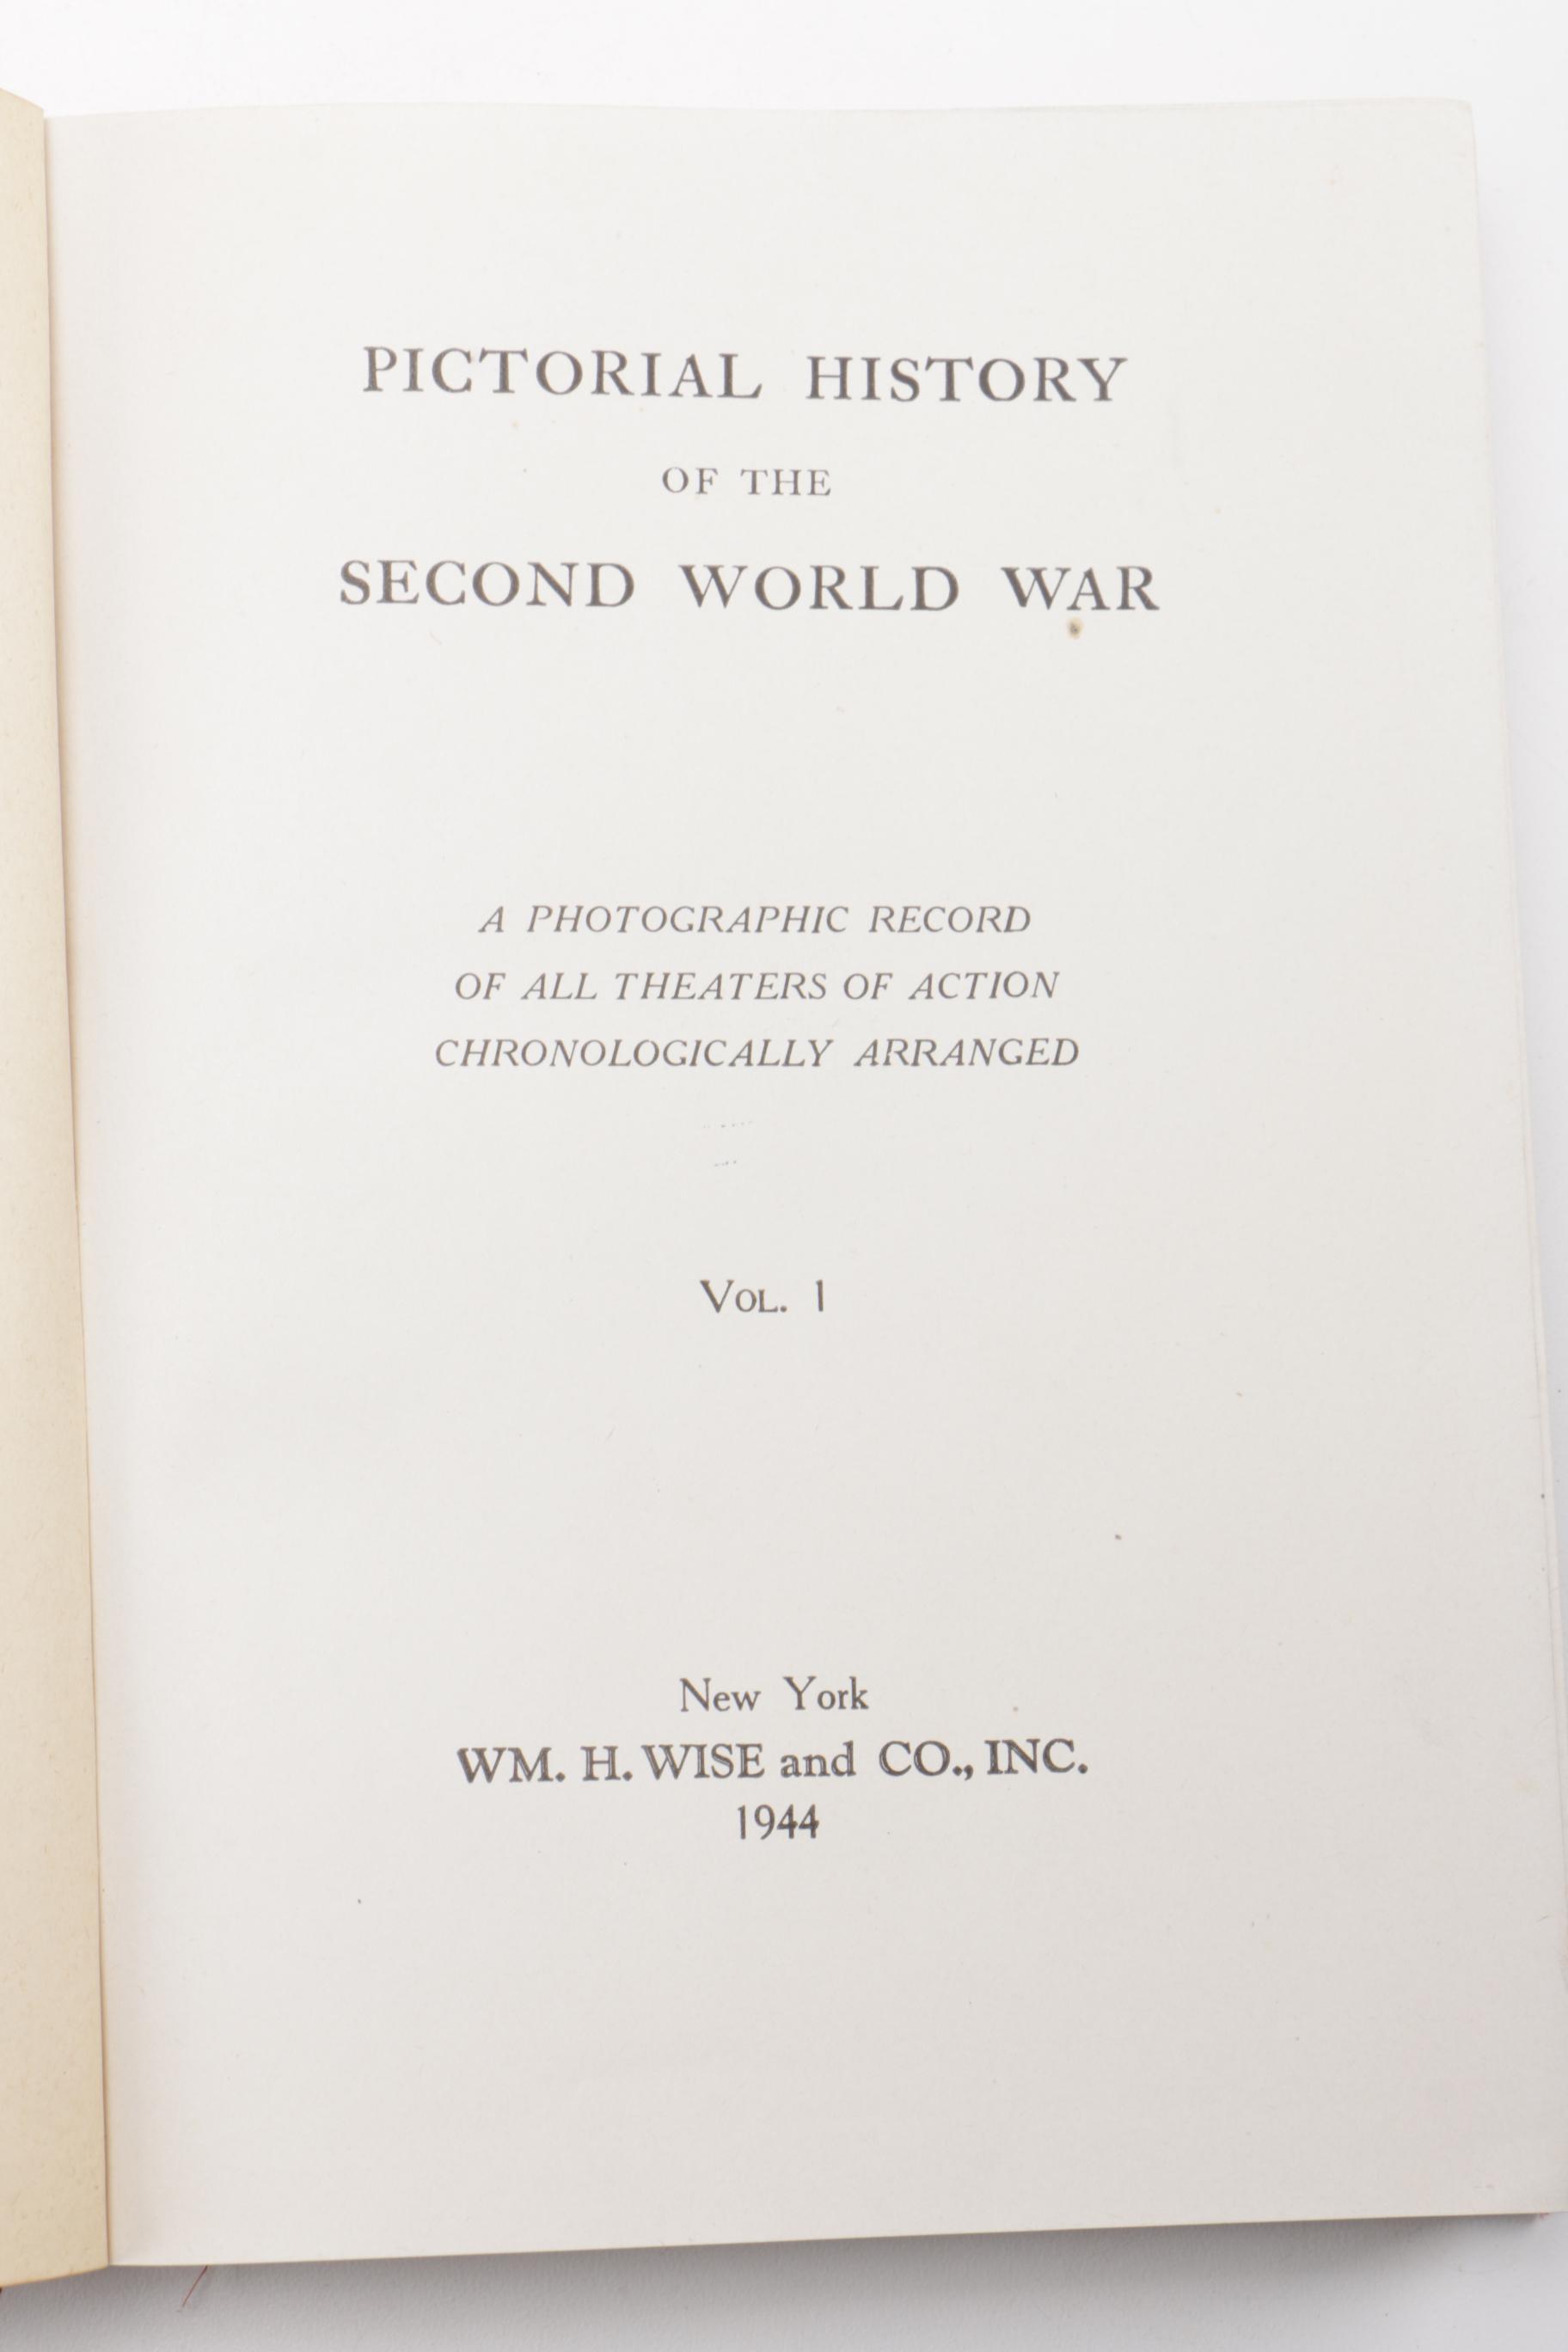 PICTORIAL HISTORY
OF THE
SECOND WORLD WAR
A PHOTOGRAPHIC RECORD
OF ALL THEATERS OF ACTION
CHRONOLOGICALLY ARRANGED
VOL. 1
New York
WM. H. WISE and CO., INC.
1944